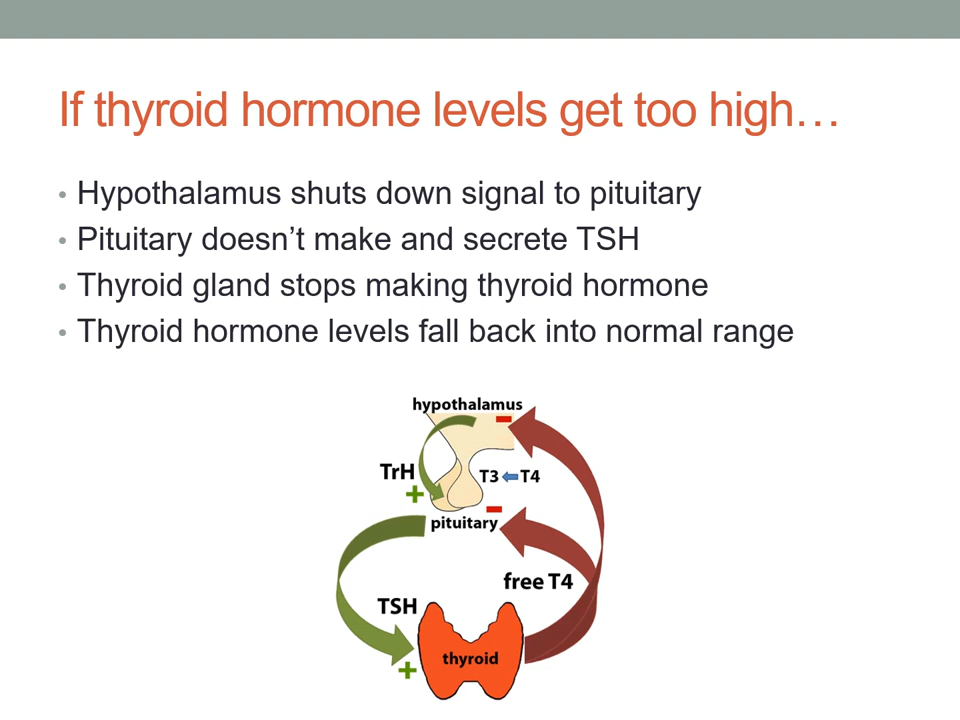 If thyroid hormone levels get too high…
• Hypothalamus shuts down signal to pituitary
• Pituitary doesn’t make and secrete TSH
• Thyroid gland stops making thyroid hormone
• Thyroid hormone levels fall back into normal range
hypothalamus
TrH
T3 T4
+
pituitary
free T4
TSH
thyroid
+